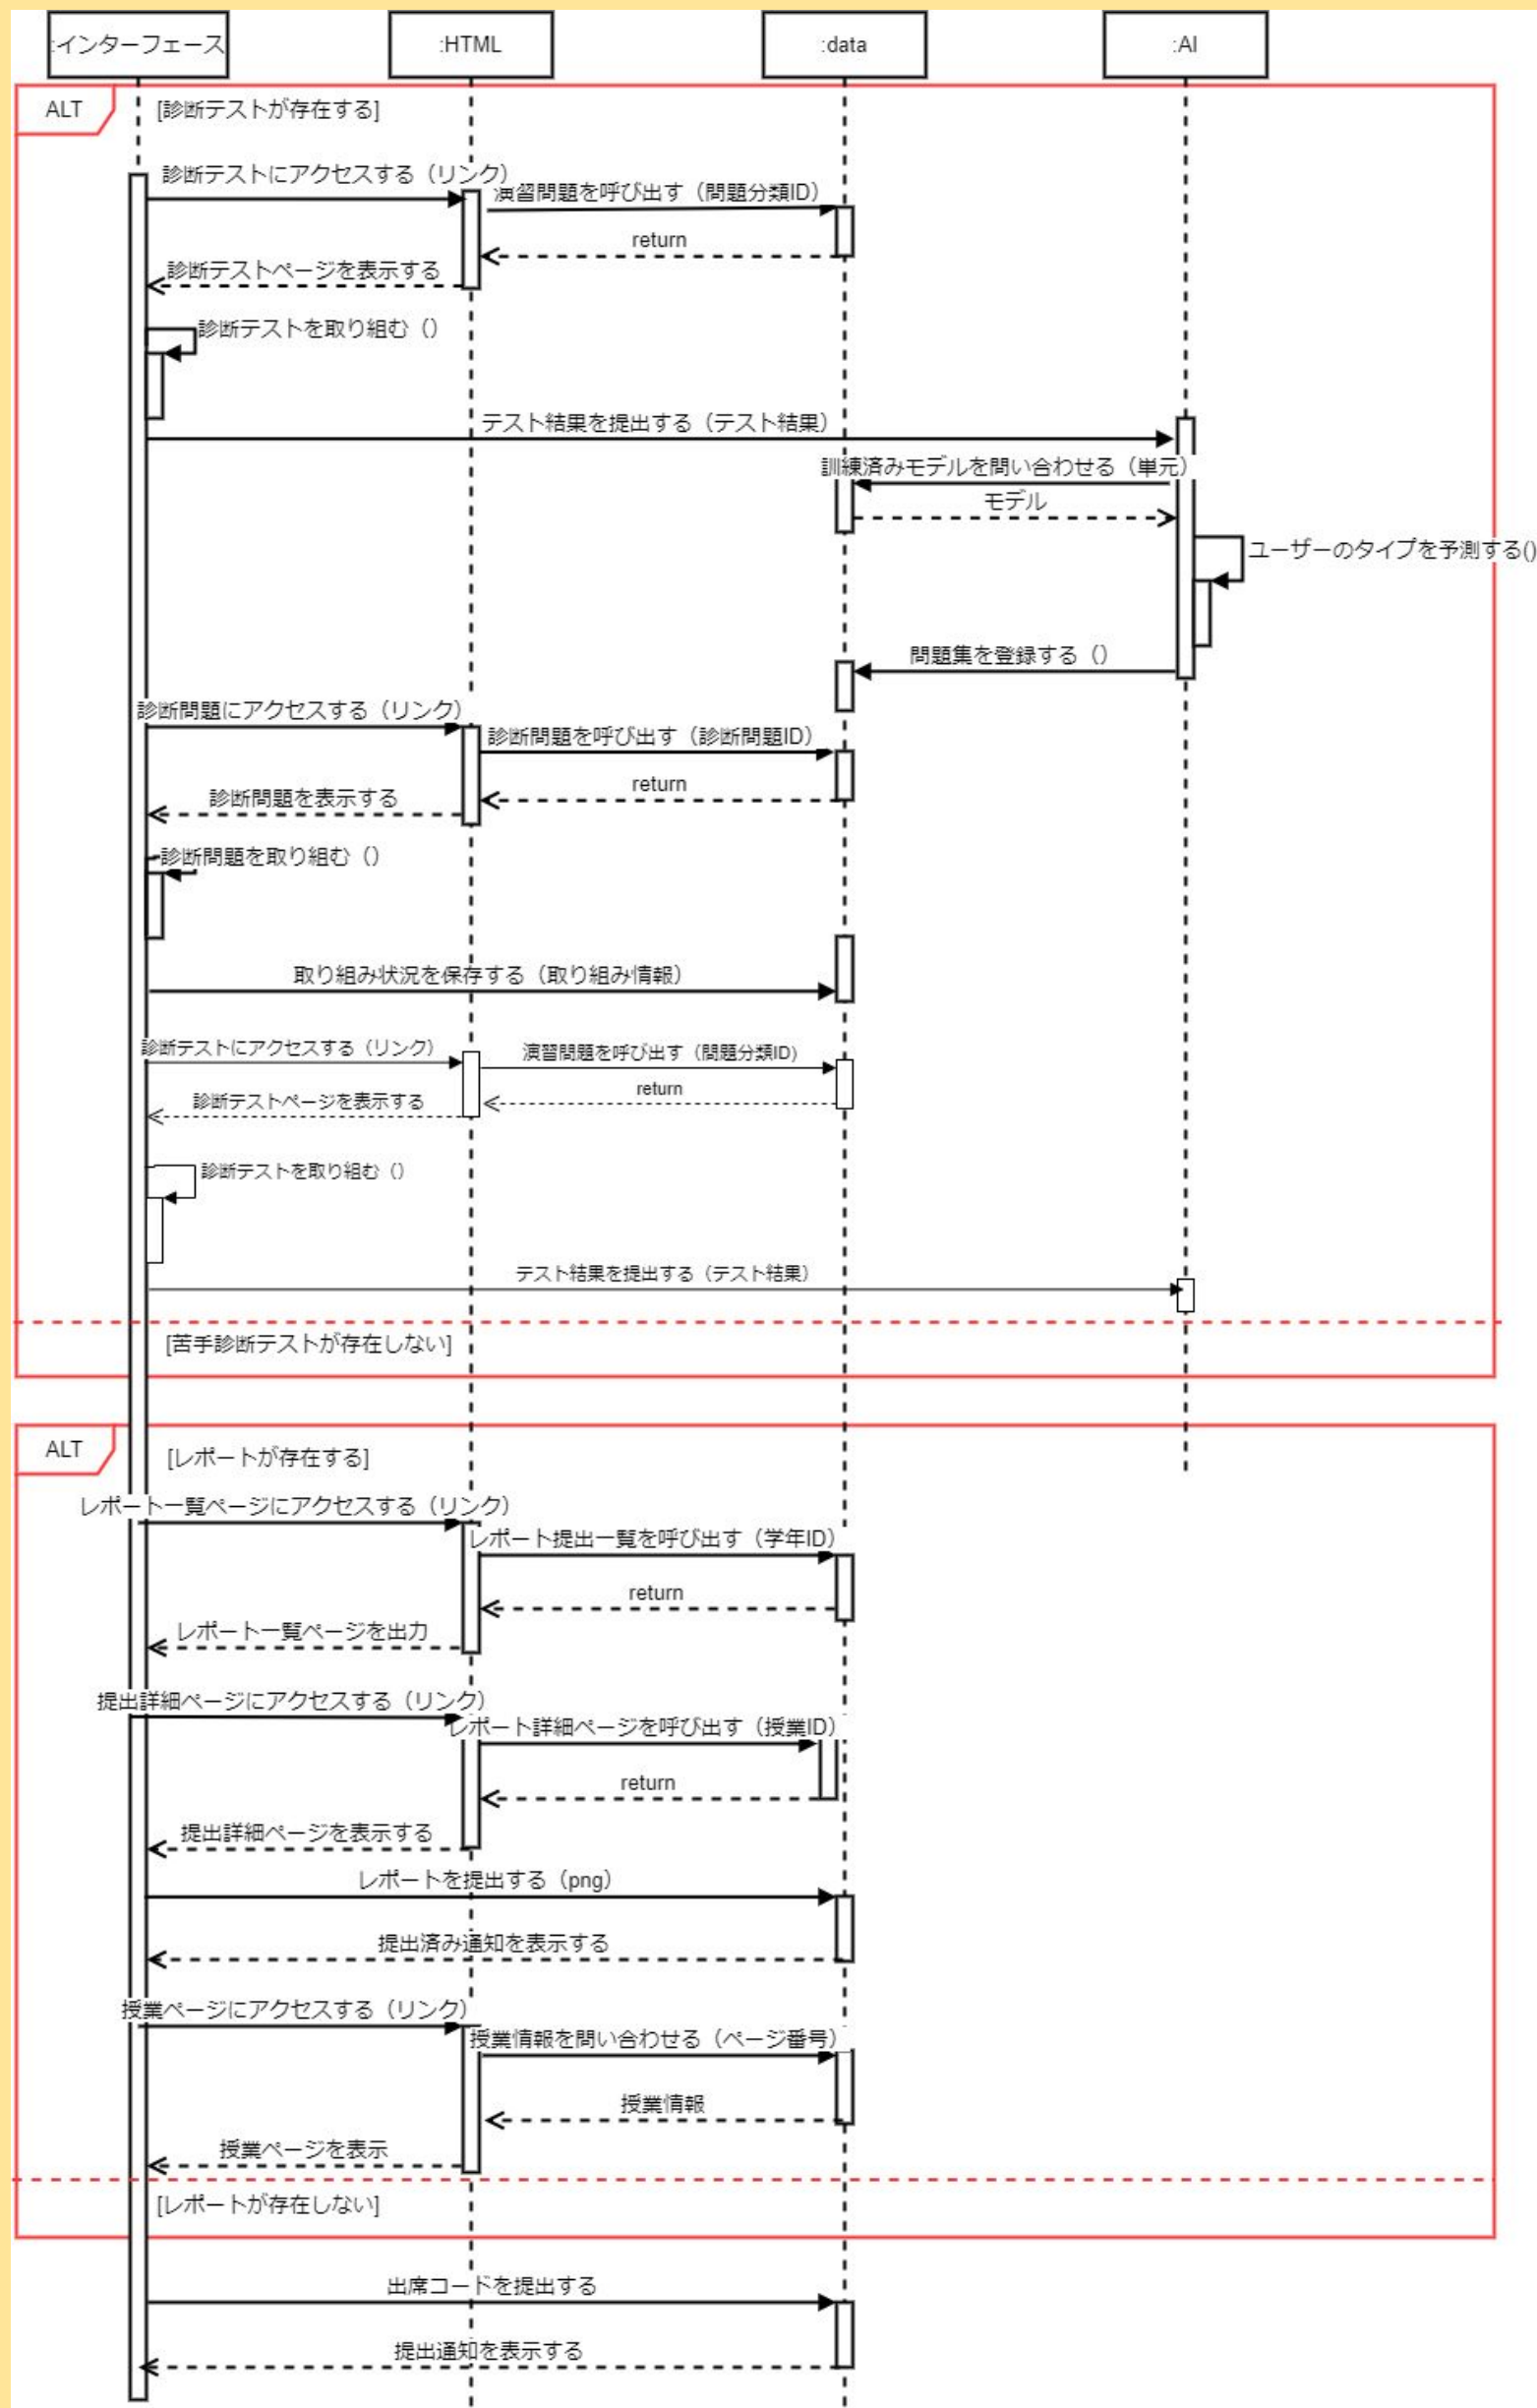 :インターフェース
:HTML
:data
:AI
ALT
[診断テストが存在する]
診断テストにアクセスする（リンク）
演習問題を呼び出す（問題分類ID）
return
診断テストページを表示する
診断テストを取り組む（）
テスト結果を提出する（テスト結果）
訓練済みモデルを問い合わせる（単元）
モデル
ユーザーのタイプを予測する()
問題集を登録する（）
診断問題にアクセスする（リンク）
診断問題を呼び出す（診断問題ID）
return
診断問題を表示する
診断問題を取り組む（）
取り組み状況を保存する（取り組み情報）
診断テストにアクセスする（リンク）
演習問題を呼び出す（問題分類ID）
return
診断テストページを表示する
診断テストを取り組む（）
テスト結果を提出する（テスト結果）
[苦手診断テストが存在しない]
ALT
[レポートが存在する]
レポート一覧ページにアクセスする（リンク）
レポート提出一覧を呼び出す（学年ID）
return
レポート一覧ページを出力
提出詳細ページにアクセスする（リンク）
レポート詳細ページを呼び出す（授業ID）
return
提出詳細ページを表示する
レポートを提出する（png）
提出済み通知を表示する
授業ページにアクセスする（リンク）
授業情報を問い合わせる（ページ番号）
授業情報
授業ページを表示
[レポートが存在しない]
出席コードを提出する
提出通知を表示する